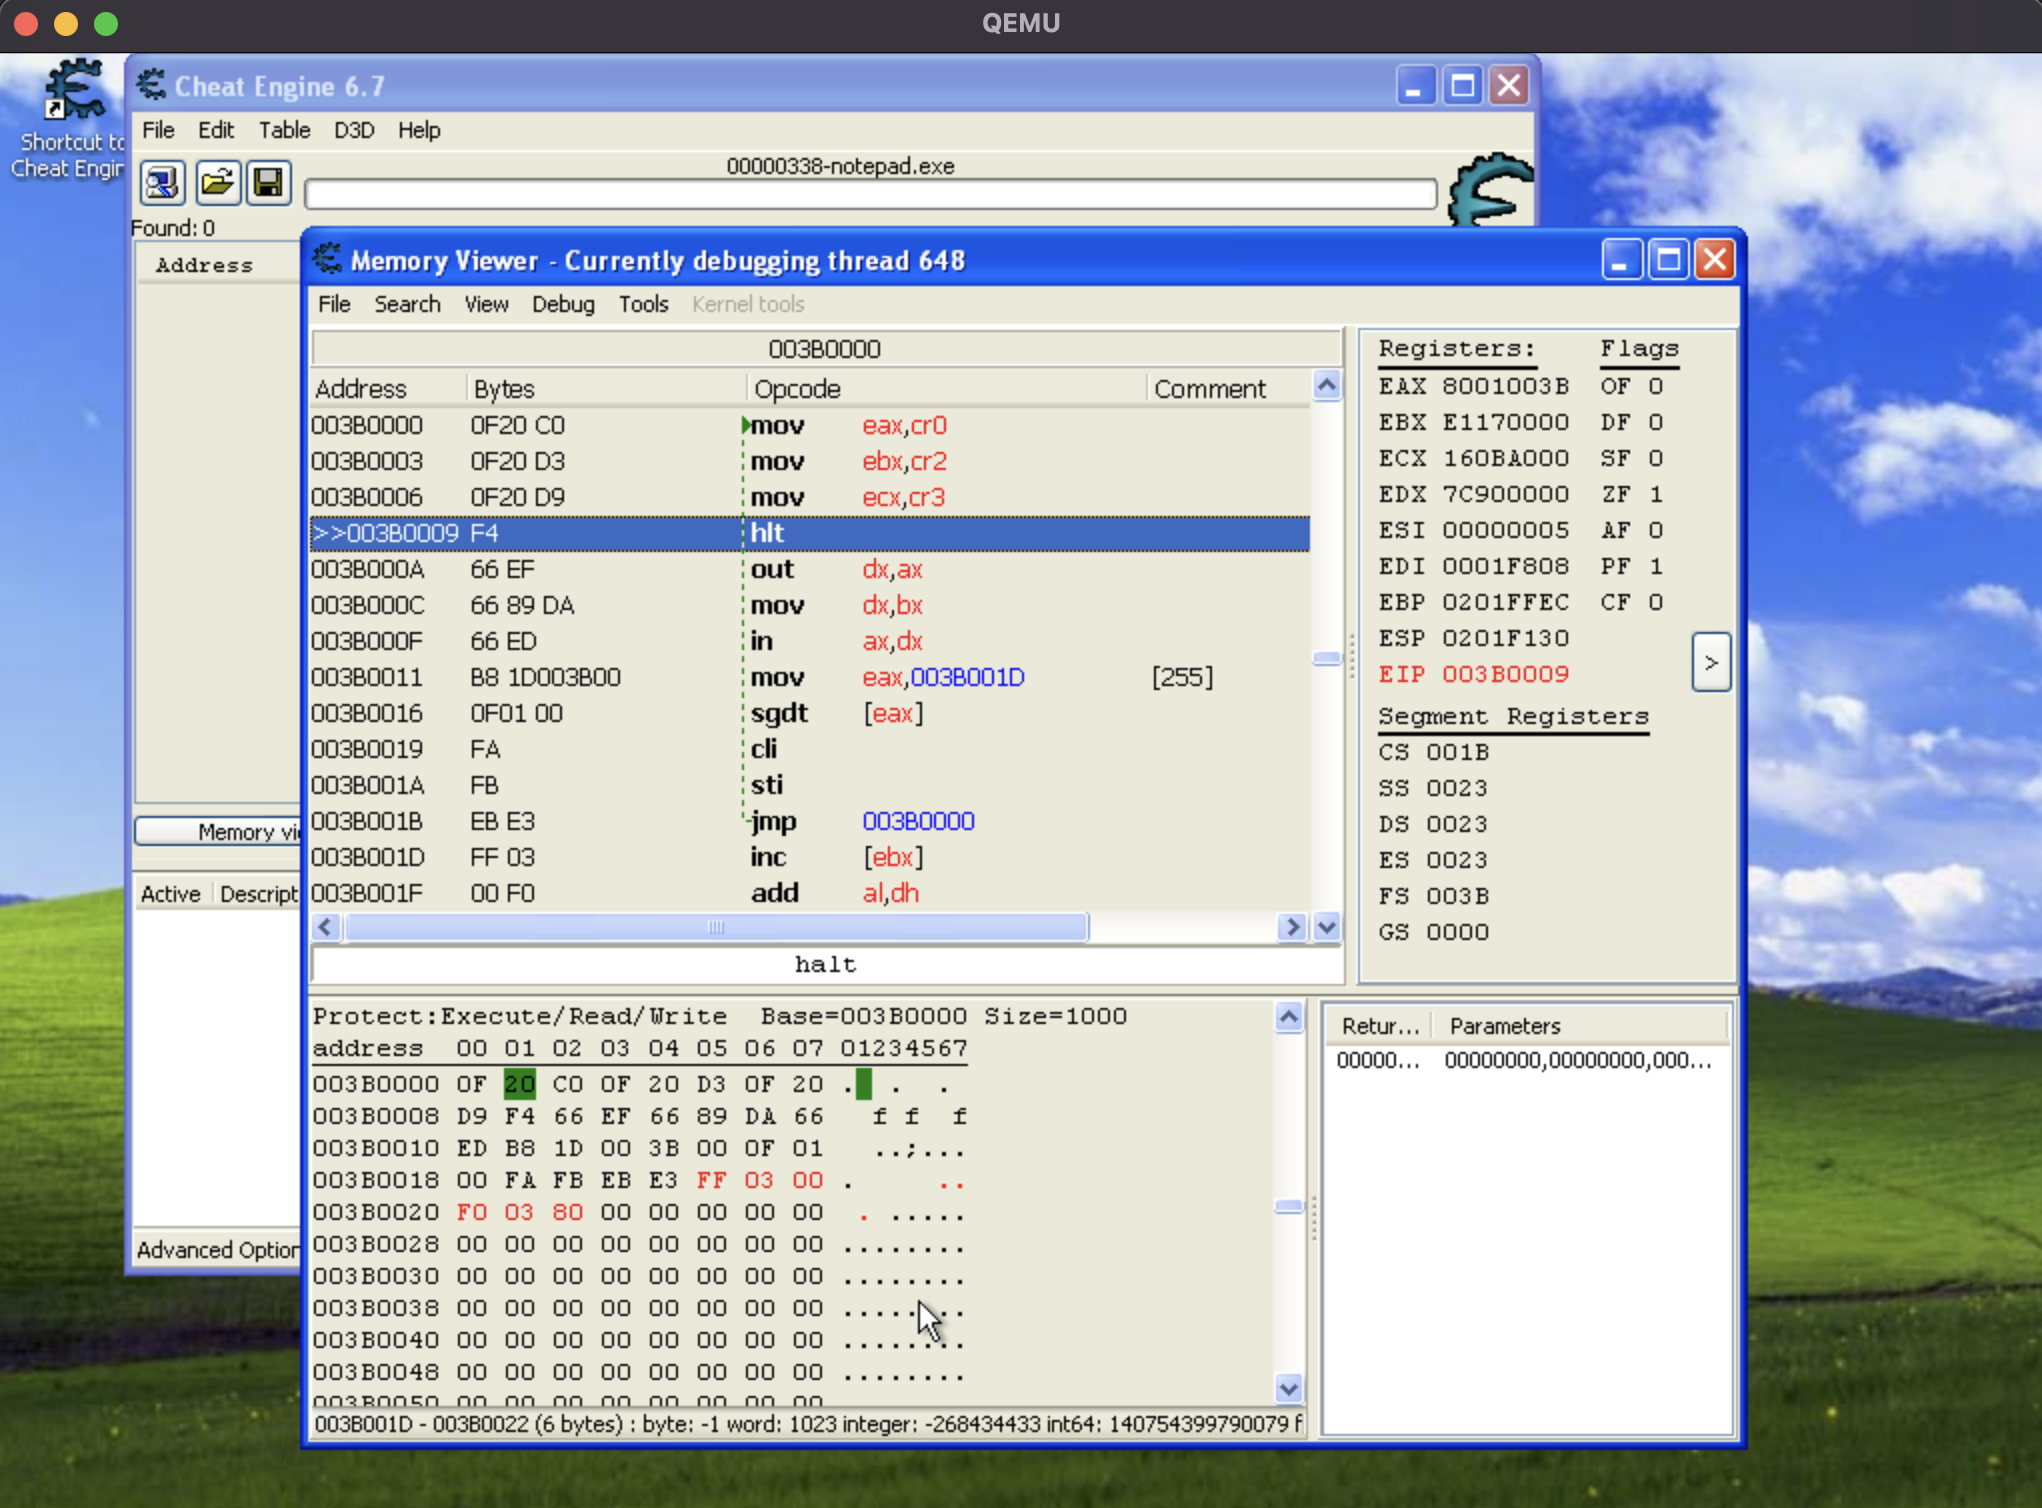 QEMU
Shortcut to
Cheat Engin
Cheat Engine 6.7
File Edit Table D3D Help
00000338-notepad.exe
Found: 0
Address
Memory vi
Active Descript
Advanced Option
Memory Viewer - Currently debugging thread 648
File Search View Debug Tools Kernel tools
003B0000
Address Bytes Opcode Comment
003B0000 0F20 C0 mov eax,cr0
003B0003 0F20 D3 mov ebx,cr2
003B0006 0F20 D9 mov ecx,cr3
>>003B0009 F4 hlt
003B000A 66 EF out dx,ax
003B000C 66 89 DA mov dx,bx
003B000F 66 ED in ax,dx
003B0011 B8 1D003B00 mov eax,003B001D [255]
003B0016 0F01 00 sgdt [eax]
003B0019 FA cli
003B001A FB sti
003B001B EB E3 jmp 003B0000
003B001D FF 03 inc [ebx]
003B001F 00 F0 add al,dh
halt
Registers: Flags
EAX 8001003B OF 0
EBX E1170000 DF 0
ECX 160BA000 SF 0
EDX 7C900000 ZF 1
ESI 00000005 AF 0
EDI 0001F808 PF 1
EBP 0201FFEC CF 0
ESP 0201F130
EIP 003B0009
>
Segment Registers
CS 001B
SS 0023
DS 0023
ES 0023
FS 003B
GS 0000
Protect:Execute/Read/Write Base=003B0000 Size=1000
address 00 01 02 03 04 05 06 07 01234567
003B0000 0F 20 C0 0F 20 D3 0F 20 . . .
003B0008 D9 F4 66 EF 66 89 DA 66 f f f
003B0010 ED B8 1D 00 3B 00 0F 01 ..;...
003B0018 00 FA FB EB E3 FF 03 00 . ..
003B0020 F0 03 80 00 00 00 00 00 . .....
003B0028 00 00 00 00 00 00 00 00 ........
003B0030 00 00 00 00 00 00 00 00 ........
003B0038 00 00 00 00 00 00 00 00 ........
003B0040 00 00 00 00 00 00 00 00 ........
003B0048 00 00 00 00 00 00 00 00 ........
003B0050 00 00 00 00 00 00 00 00
003B001D - 003B0022 (6 bytes) : byte: -1 word: 1023 integer: -268434433 int64: 140754399790079 f
Retur... Parameters
00000... 00000000,00000000,000...